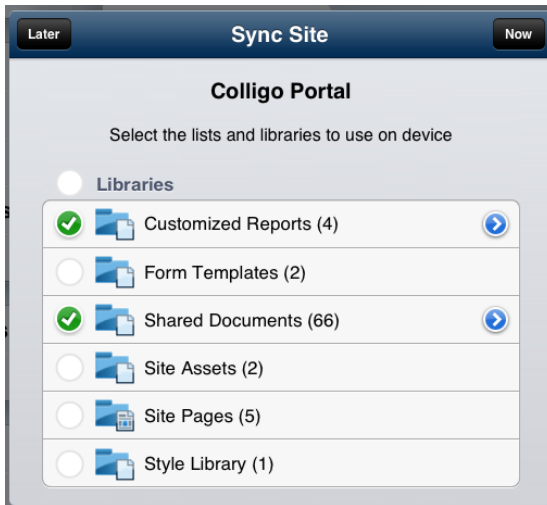 Later Sync Site Now
Colligo Portal
Select the lists and libraries to use on device
Libraries
Customized Reports (4)
Form Templates (2)
Shared Documents (66)
Site Assets (2)
Site Pages (5)
Style Library (1)